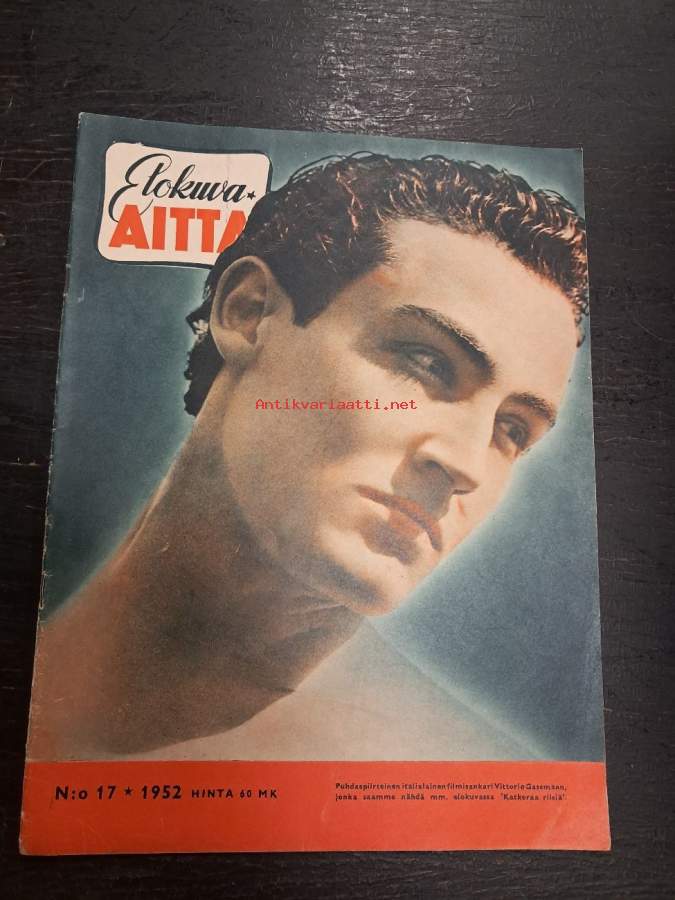 Elokuva
AITTA
Antikvariaatti.net
N:o 17 ★ 1952 HINTA 60 MK
Puhdaspiirteinen italialainen filmisankari Vittorio Gassmann,
jonka saamme nähdä mm. elokuvassa "Katkeraa riisiä".